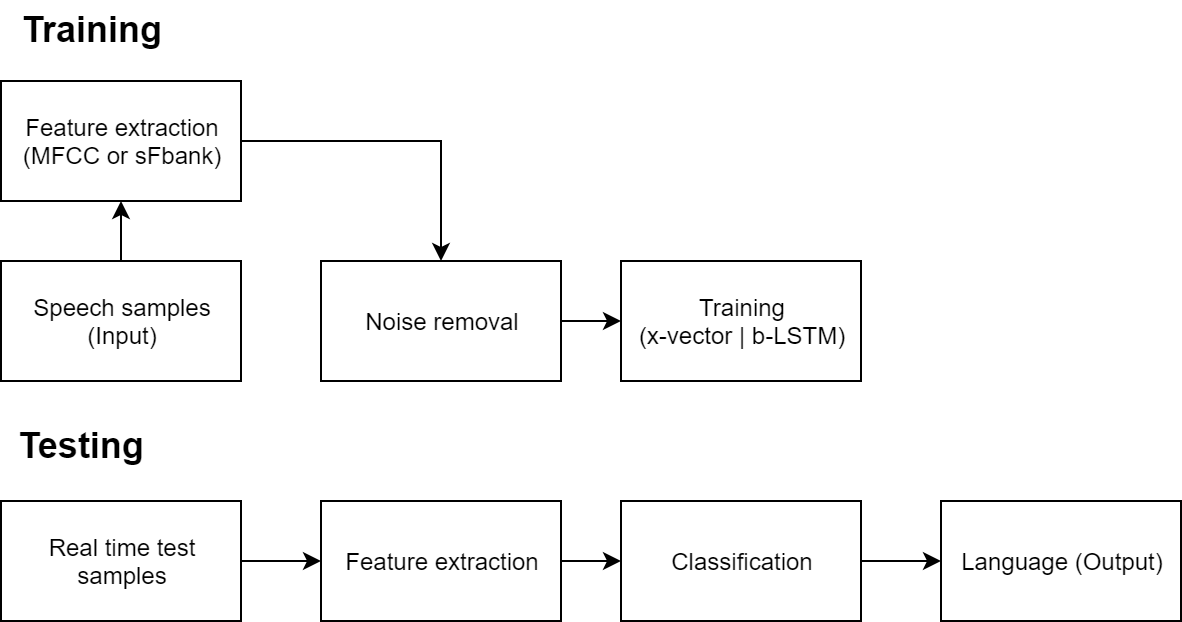 Training
Feature extraction
(MFCC or sFbank)
Speech samples
(Input)
Noise removal
Training
(x-vector | b-LSTM)
Testing
Real time test
samples
Feature extraction
Classification
Language (Output)